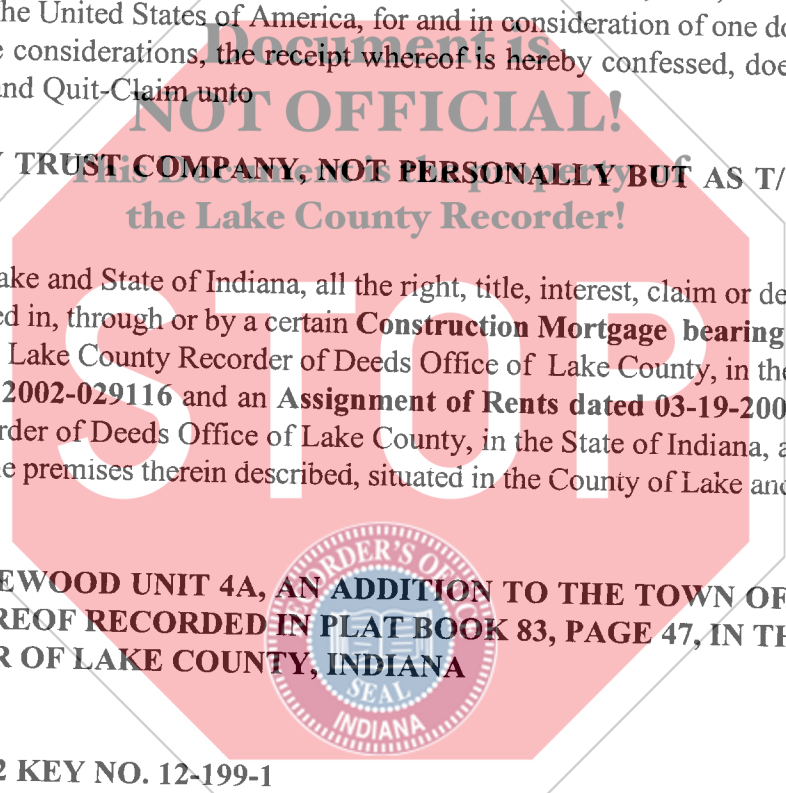 he United States of America, for and in consideration of one do
Document is
e considerations, the receipt whereof is hereby confessed, doe
nd Quit-Claim unto
NOT OFFICIAL!
TRUST COMPANY, NOT PERSONALLY BUT AS T/
This Document is the property of
the Lake County Recorder!
ake and State of Indiana, all the right, title, interest, claim or de
ed in, through or by a certain Construction Mortgage bearing
Lake County Recorder of Deeds Office of Lake County, in the
2002-029116 and an Assignment of Rents dated 03-19-200
rder of Deeds Office of Lake County, in the State of Indiana, a
e premises therein described, situated in the County of Lake and
STOP
EWOOD UNIT 4A, AN ADDITION TO THE TOWN OF
REOF RECORDED IN PLAT BOOK 83, PAGE 47, IN TH
R OF LAKE COUNTY, INDIANA
RECORDER'S OFFIC
SEAL
INDIANA
2 KEY NO. 12-199-1